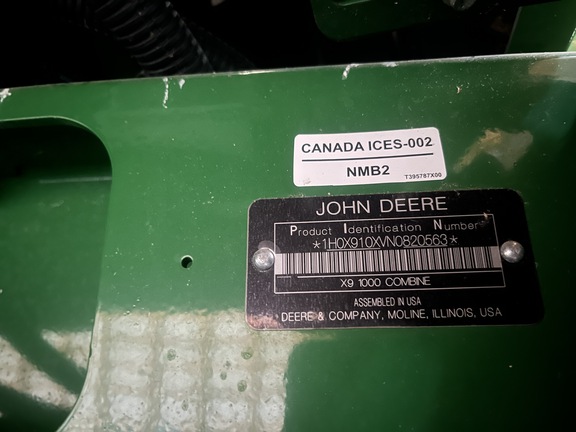 CANADA ICES-002
NMB2
T395787X00
JOHN DEERE
Product Identification Number
*1H0X910XVN0820563*
X9 1000 COMBINE
ASSEMBLED IN USA
DEERE & COMPANY, MOLINE, ILLINOIS, USA